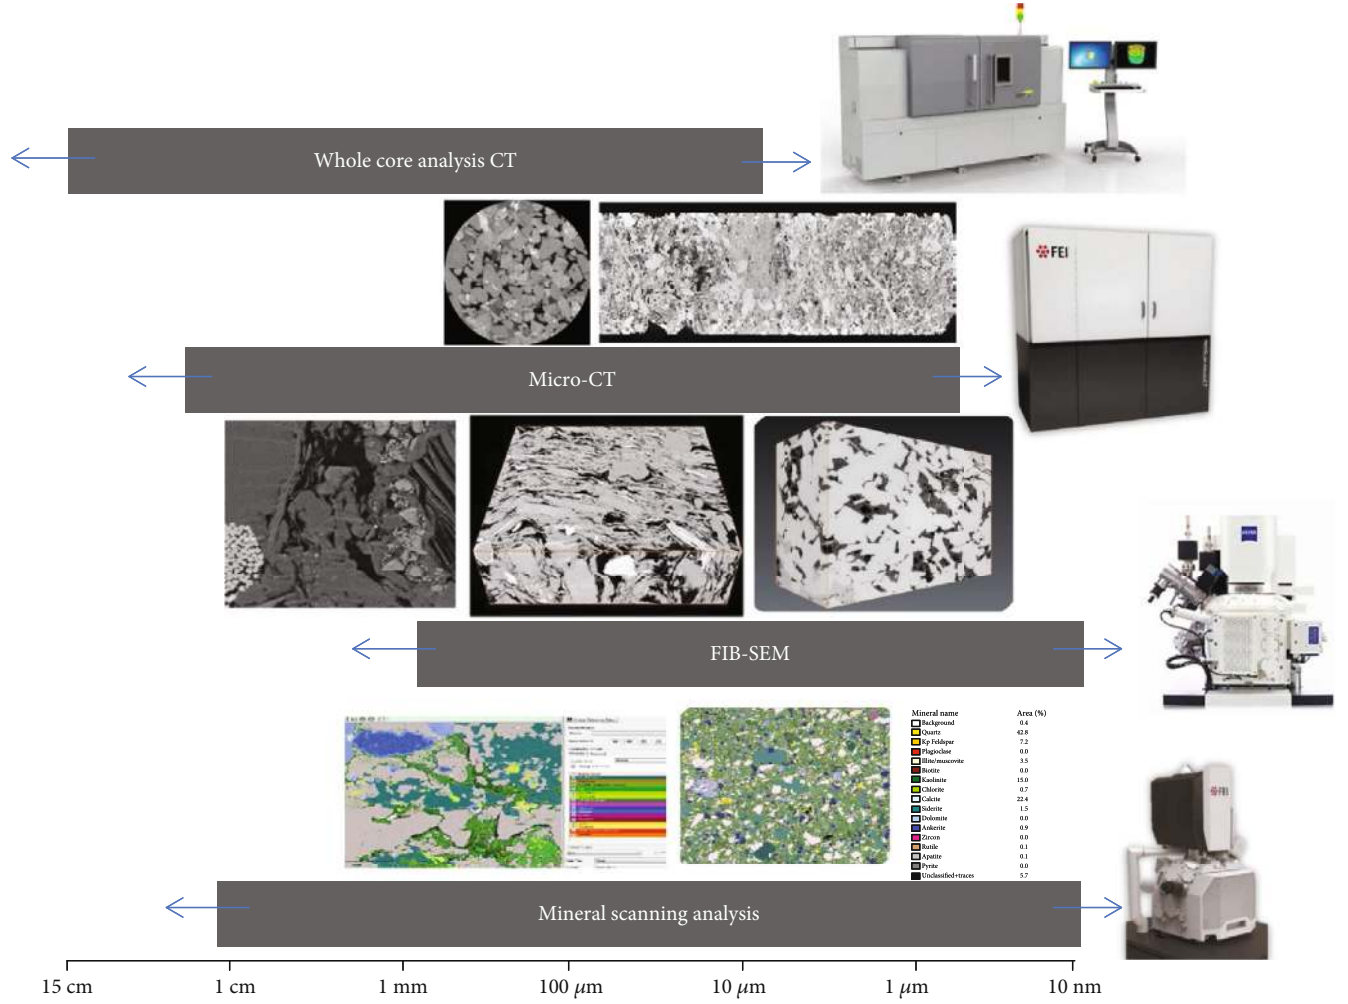 Whole core analysis CT
FEI
Micro-CT
FIB-SEM
Mineral name Area (%)
Background 0.4
Quartz 42.8
Kp Feldspar 7.2
Plagioclase 0.0
Illite/muscovite 3.5
Biotite 0.0
Kaolinite 15.0
Chlorite 0.7
Calcite 22.4
Siderite 1.5
Dolomite 0.0
Ankerite 0.9
Zircon 0.0
Rutile 0.1
Apatite 0.1
Pyrite 0.0
Unclassified+traces 5.7
FEI
Mineral scanning analysis
15 cm 1 cm 1 mm 100 μm 10 μm 1 μm 10 nm